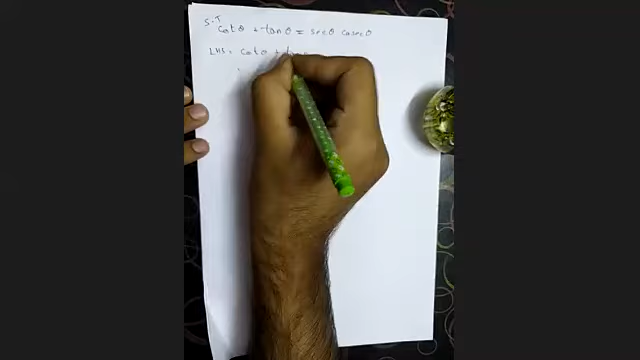 S.T
cotθ + tanθ = secθ cosecθ
LHS = cotθ + tan